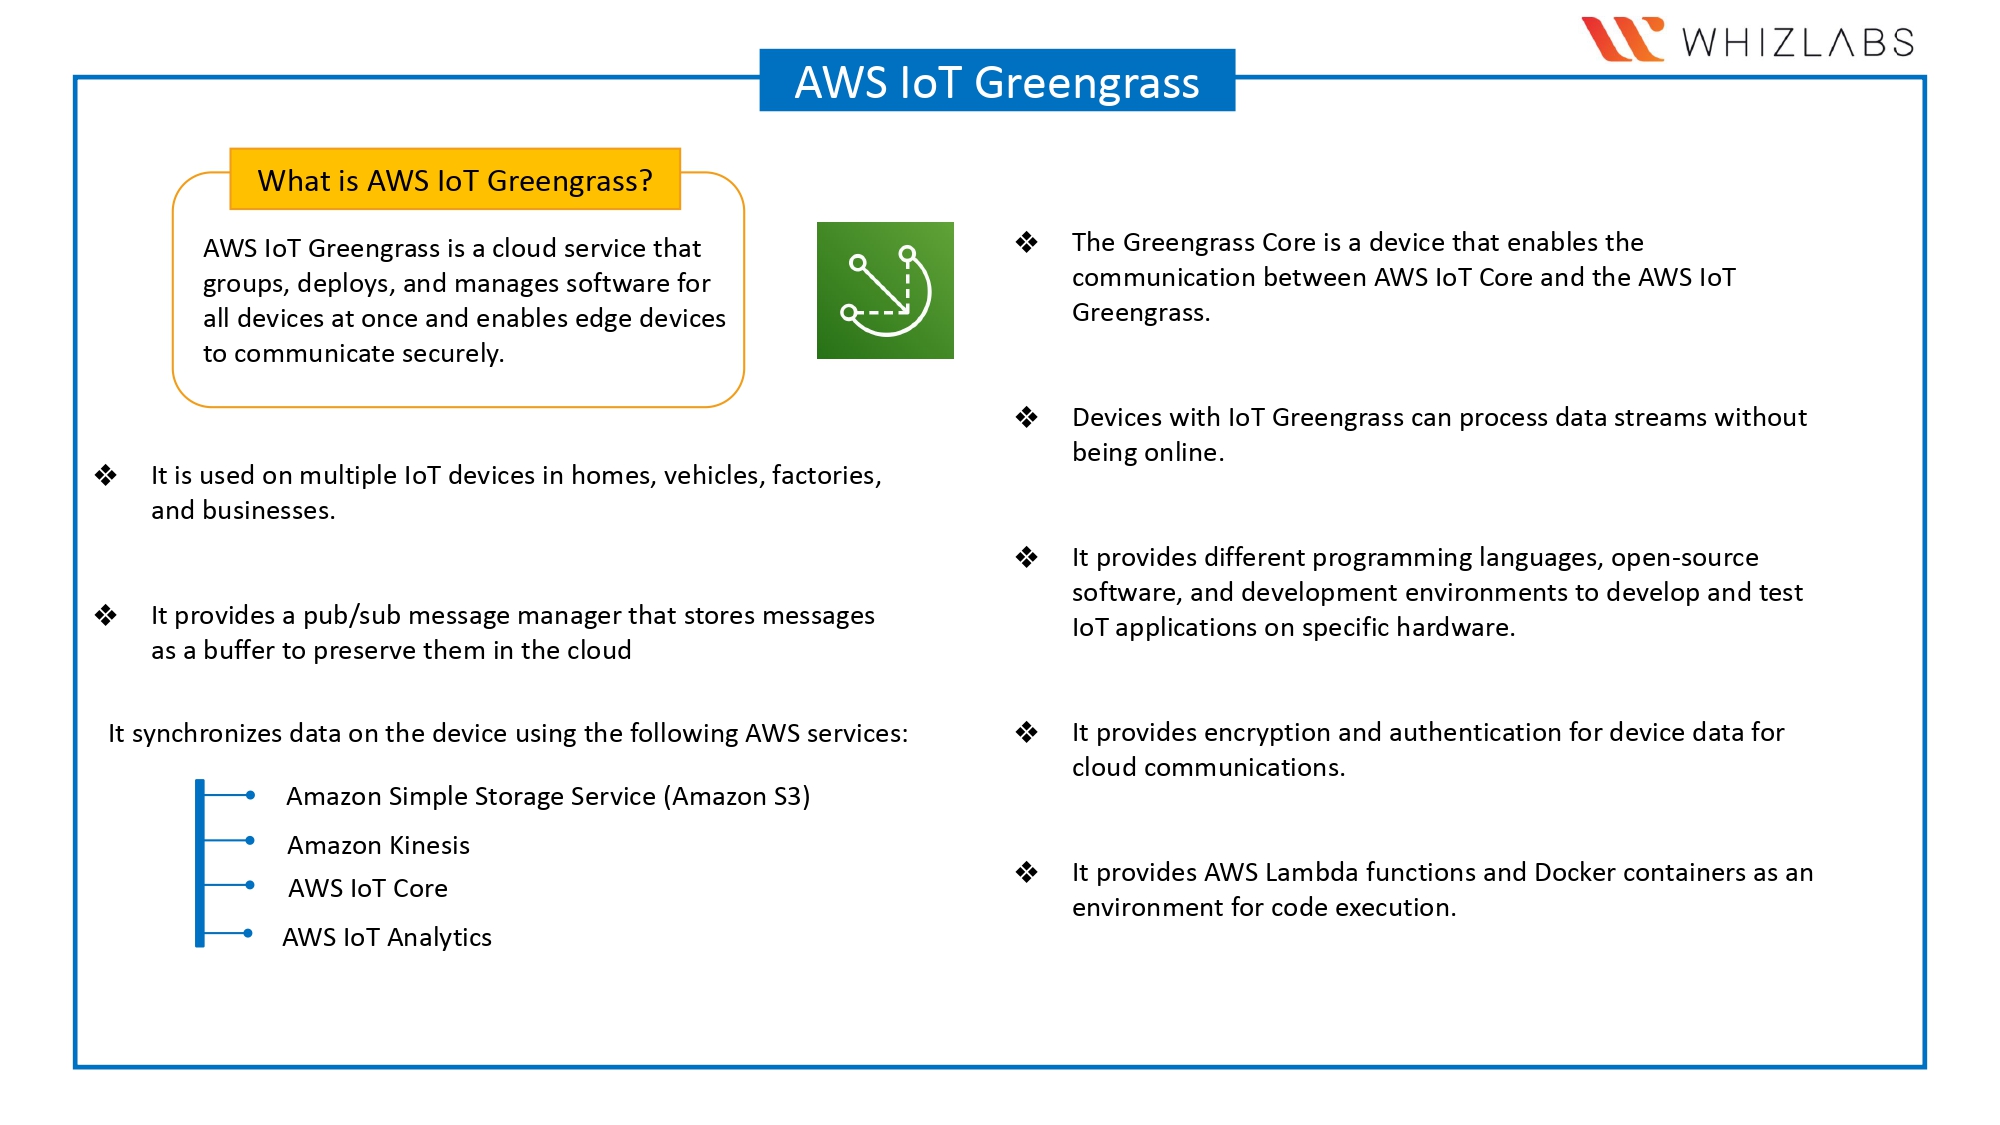 WHIZLABS
AWS IoT Greengrass
What is AWS IoT Greengrass?
AWS IoT Greengrass is a cloud service that
groups, deploys, and manages software for
all devices at once and enables edge devices
to communicate securely.
❖ It is used on multiple IoT devices in homes, vehicles, factories,
and businesses.
❖ It provides a pub/sub message manager that stores messages
as a buffer to preserve them in the cloud
It synchronizes data on the device using the following AWS services:
Amazon Simple Storage Service (Amazon S3)
Amazon Kinesis
AWS IoT Core
AWS IoT Analytics
❖ The Greengrass Core is a device that enables the
communication between AWS IoT Core and the AWS IoT
Greengrass.
❖ Devices with IoT Greengrass can process data streams without
being online.
❖ It provides different programming languages, open-source
software, and development environments to develop and test
IoT applications on specific hardware.
❖ It provides encryption and authentication for device data for
cloud communications.
❖ It provides AWS Lambda functions and Docker containers as an
environment for code execution.